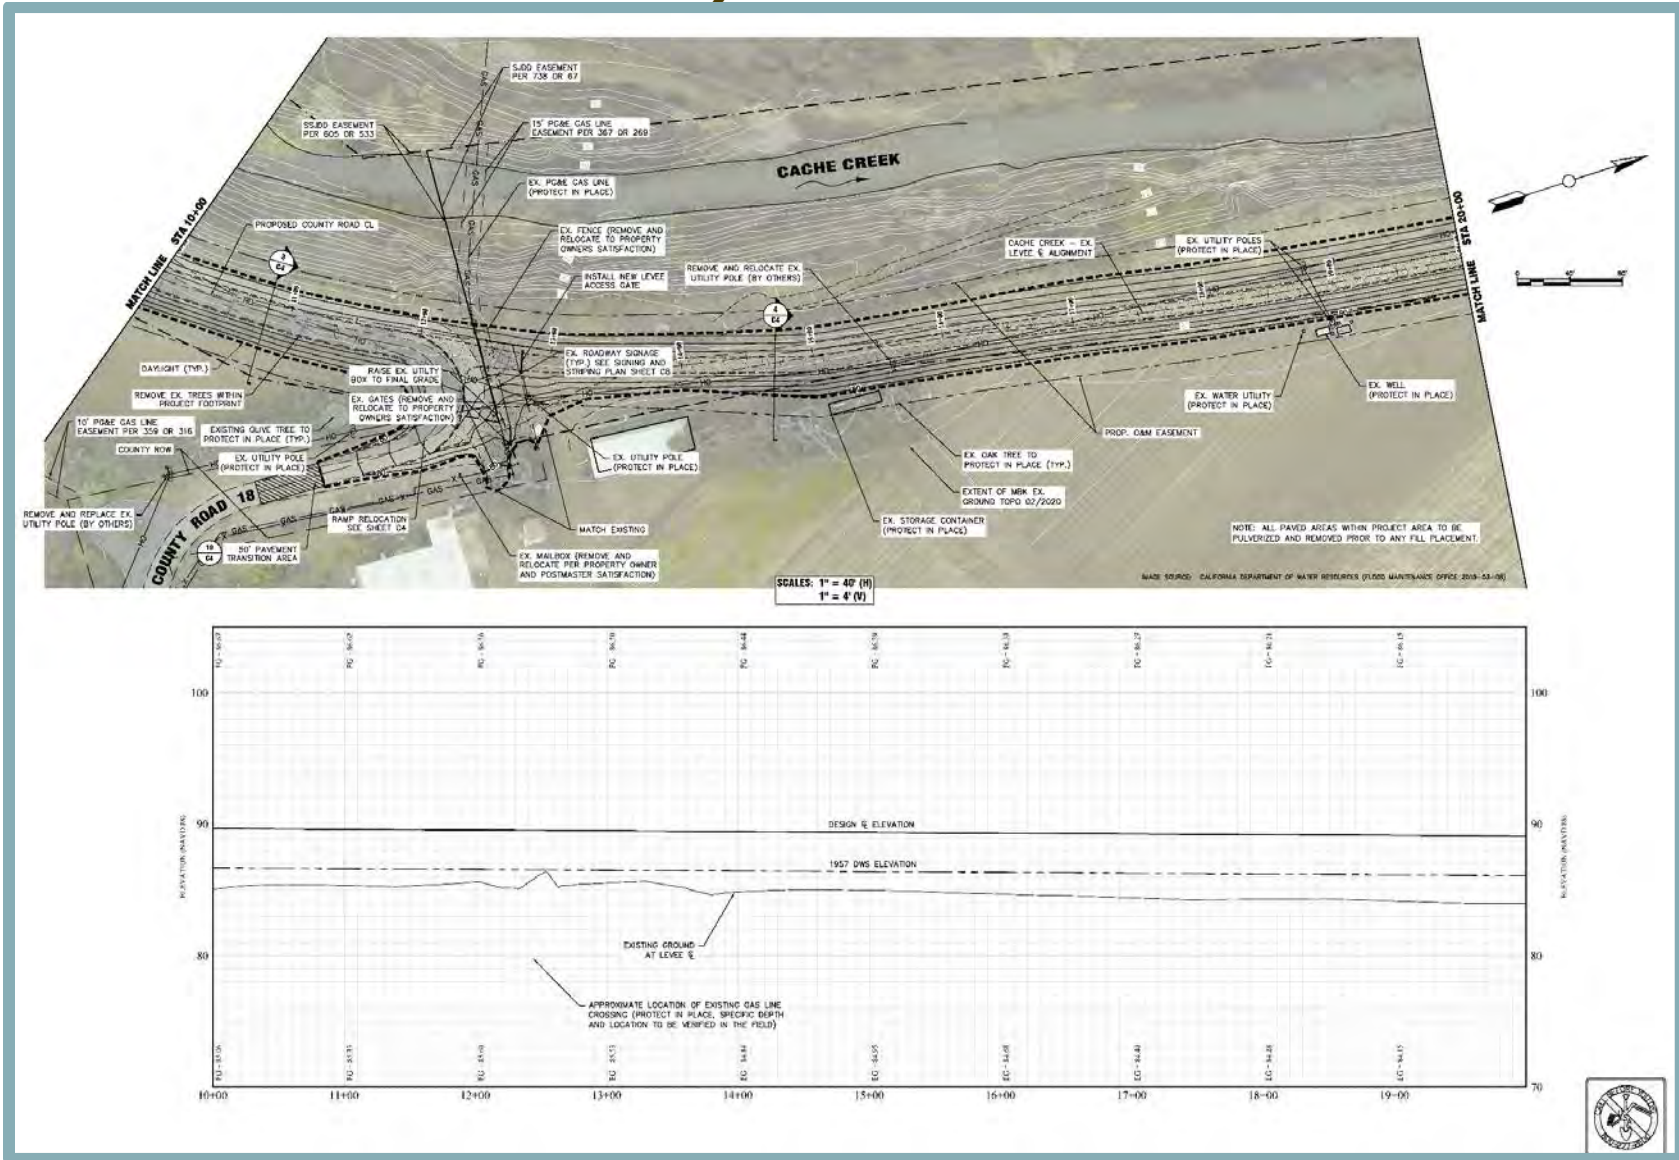 SJDD EASEMENT
PER 738 OR 67
SSJDD EASEMENT
PER 605 OR 533
15' PG&E GAS LINE
EASEMENT PER 367 OR 269
EX. PG&E GAS LINE
(PROTECT IN PLACE)
CACHE CREEK
MATCH LINE STA 10+00
PROPOSED COUNTY ROAD CL
EX. FENCE (REMOVE AND
RELOCATE TO PROPERTY
OWNERS SATISFACTION)
INSTALL NEW LEVEE
ACCESS GATE
REMOVE AND RELOCATE EX.
UTILITY POLE (BY OTHERS)
CACHE CREEK - EX.
LEVEE ℄ ALIGNMENT
EX. UTILITY POLES
(PROTECT IN PLACE)
MATCH LINE STA 20+00
4
C4
DAYLIGHT (TYP.)
REMOVE EX. TREES WITHIN
PROJECT FOOTPRINT
RAISE EX. UTILITY
BOX TO FINAL GRADE
EX. GATES (REMOVE AND
RELOCATE TO PROPERTY
OWNERS SATISFACTION)
EX. ROADWAY SIGNAGE
(TYP.) SEE SIGNING AND
STRIPING PLAN SHEET C8
10' PG&E GAS LINE
EASEMENT PER 359 OR 316
EXISTING OLIVE TREE TO
PROTECT IN PLACE (TYP.)
COUNTY ROW
EX. UTILITY POLE
(PROTECT IN PLACE)
EX. UTILITY POLE
(PROTECT IN PLACE)
EX. WATER UTILITY
(PROTECT IN PLACE)
EX. WELL
(PROTECT IN PLACE)
PROP. O&M EASEMENT
EX. OAK TREE TO
PROTECT IN PLACE (TYP.)
EXTENT OF MBK EX.
GROUND TOPO 02/2020
EX. STORAGE CONTAINER
(PROTECT IN PLACE)
REMOVE AND REPLACE EX.
UTILITY POLE (BY OTHERS)
COUNTY ROAD 18
50' PAVEMENT
TRANSITION AREA
RAMP RELOCATION
SEE SHEET C4
MATCH EXISTING
EX. MAILBOX (REMOVE AND
RELOCATE PER PROPERTY OWNER
AND POSTMASTER SATISFACTION)
NOTE: ALL PAVED AREAS WITHIN PROJECT AREA TO BE
PULVERIZED AND REMOVED PRIOR TO ANY FILL PLACEMENT.
SCALES: 1" = 40' (H)
1" = 4' (V)
100
100
90
90
80
80
70
ELEVATION (NAVD88)
ELEVATION (NAVD88)
DESIGN ℄ ELEVATION
1957 DWS ELEVATION
EXISTING GROUND
AT LEVEE ℄
APPROXIMATE LOCATION OF EXISTING GAS LINE
CROSSING (PROTECT IN PLACE, SPECIFIC DEPTH
AND LOCATION TO BE VERIFIED IN THE FIELD)
10+00
11+00
12+00
13+00
14+00
15+00
16+00
17+00
18+00
19+00